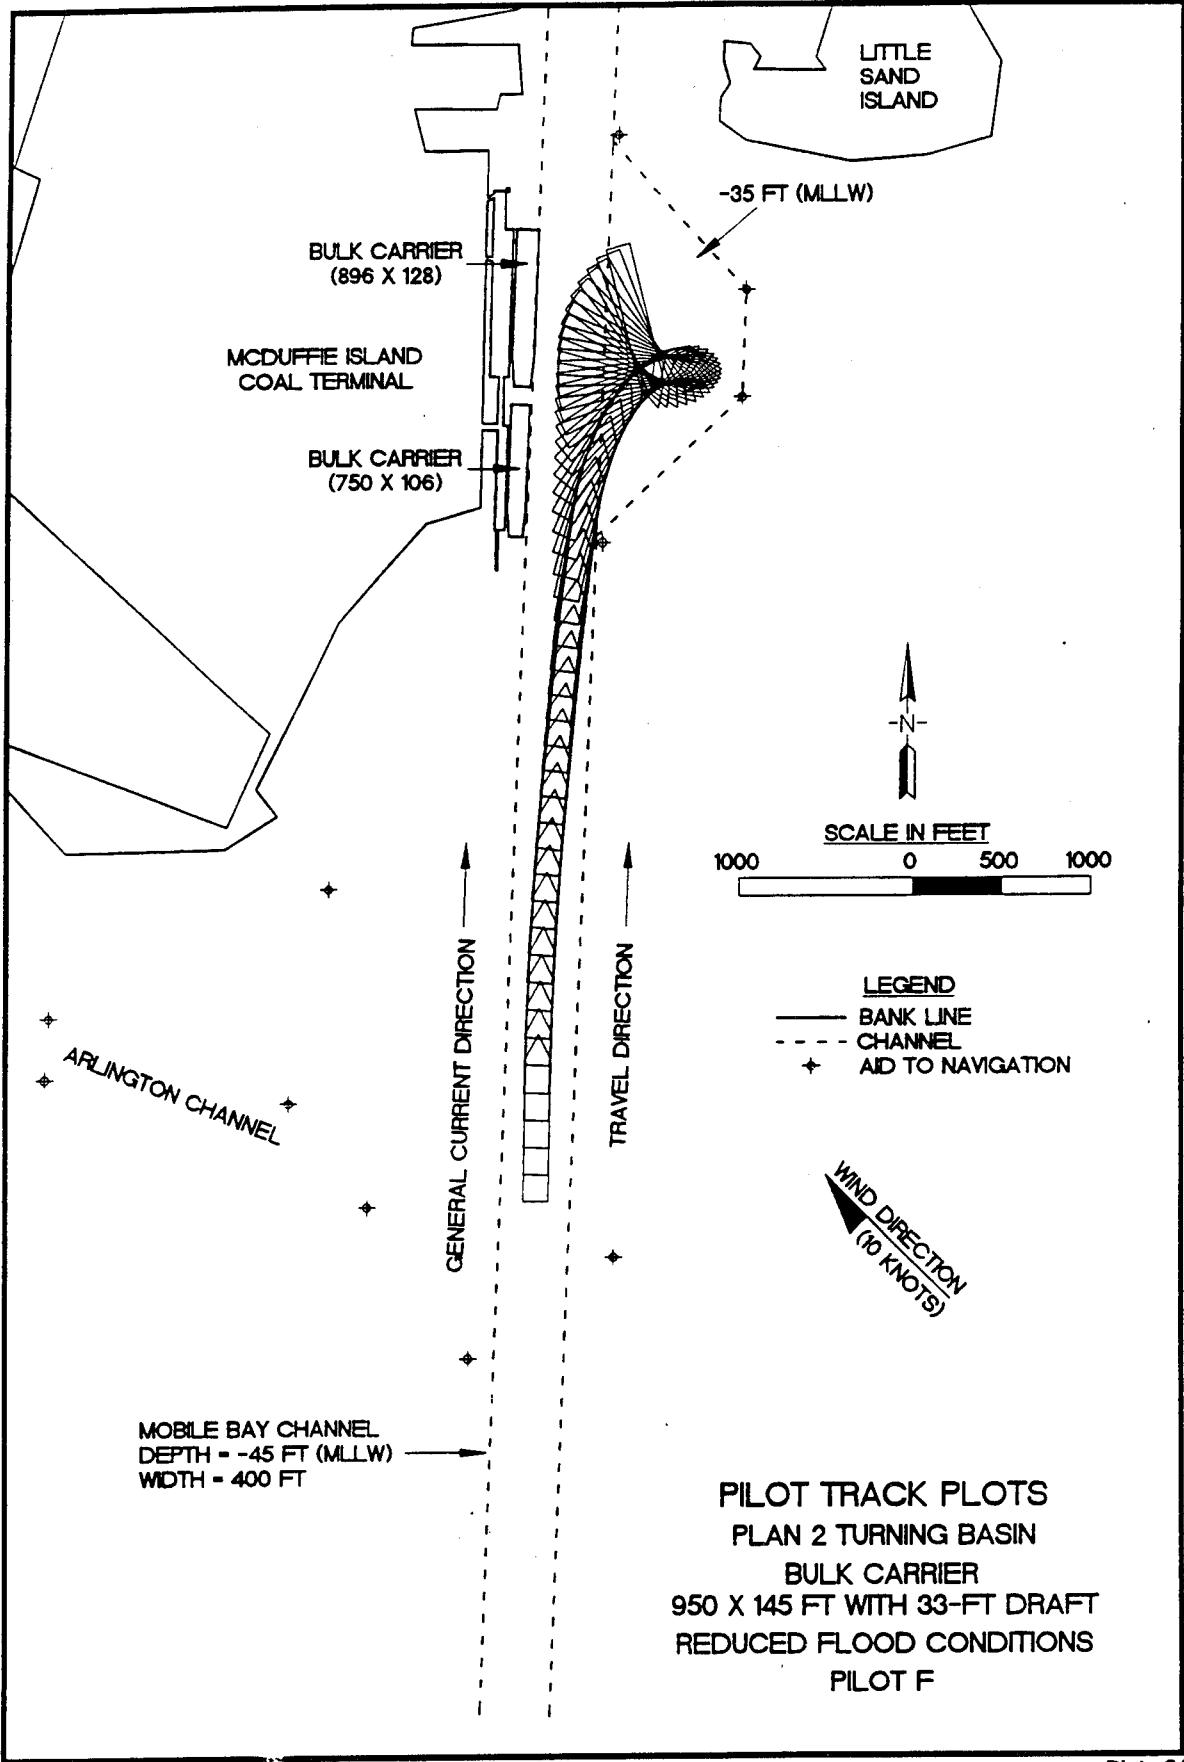 LITTLE
SAND
ISLAND
-35 FT (MLLW)
BULK CARRIER
(896 X 128)
MCDUFFIE ISLAND
COAL TERMINAL
BULK CARRIER
(750 X 106)
-N-
SCALE IN FEET
1000 0 500 1000
GENERAL CURRENT DIRECTION
TRAVEL DIRECTION
LEGEND
BANK LINE
CHANNEL
AID TO NAVIGATION
ARLINGTON CHANNEL
WIND DIRECTION
(10 KNOTS)
MOBILE BAY CHANNEL
DEPTH = -45 FT (MLLW)
WIDTH = 400 FT
PILOT TRACK PLOTS
PLAN 2 TURNING BASIN
BULK CARRIER
950 X 145 FT WITH 33-FT DRAFT
REDUCED FLOOD CONDITIONS
PILOT F